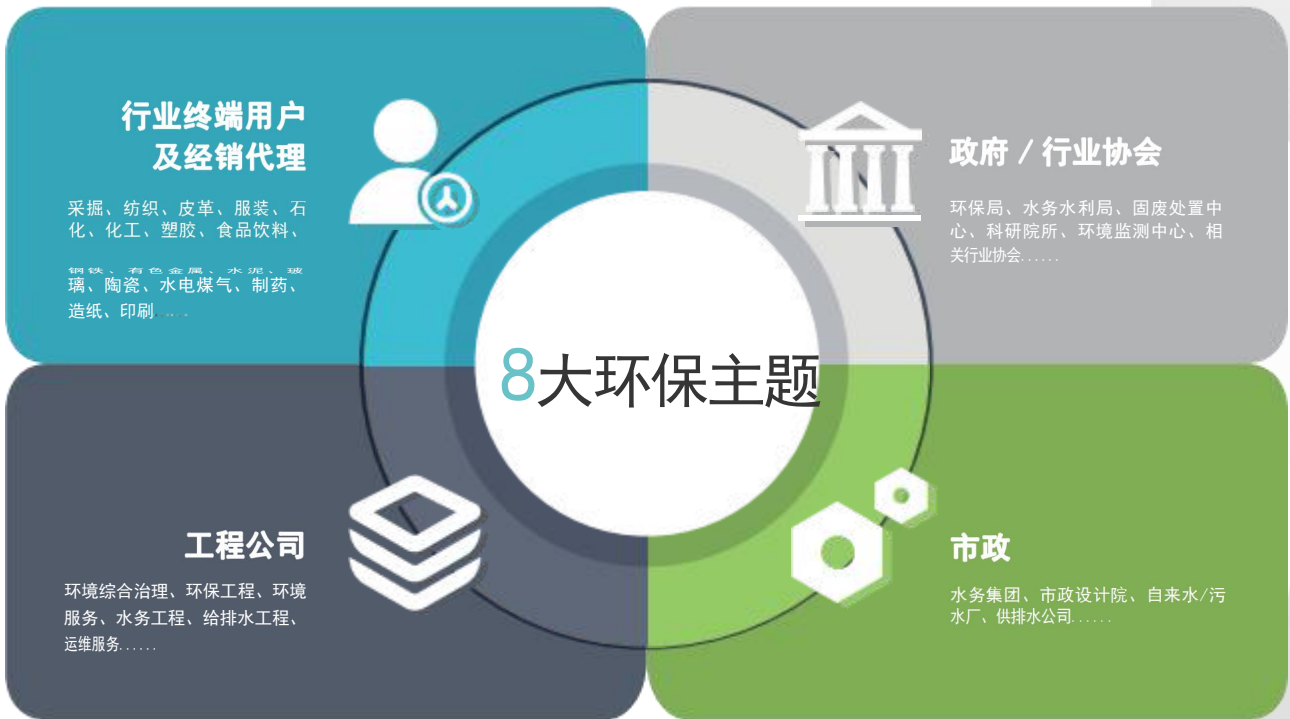 行业终端用户
及经销代理
采掘、纺织、皮革、服装、石
化、化工、塑胶、食品饮料、
钢铁、有色金属、水泥、玻
璃、陶瓷、水电煤气、制药、
造纸、印刷......
政府 / 行业协会
环保局、水务水利局、固废处置中
心、科研院所、环境监测中心、相
关行业协会......
8大环保主题
工程公司
环境综合治理、环保工程、环境
服务、水务工程、给排水工程、
运维服务......
市政
水务集团、市政设计院、自来水/污
水厂、供排水公司......